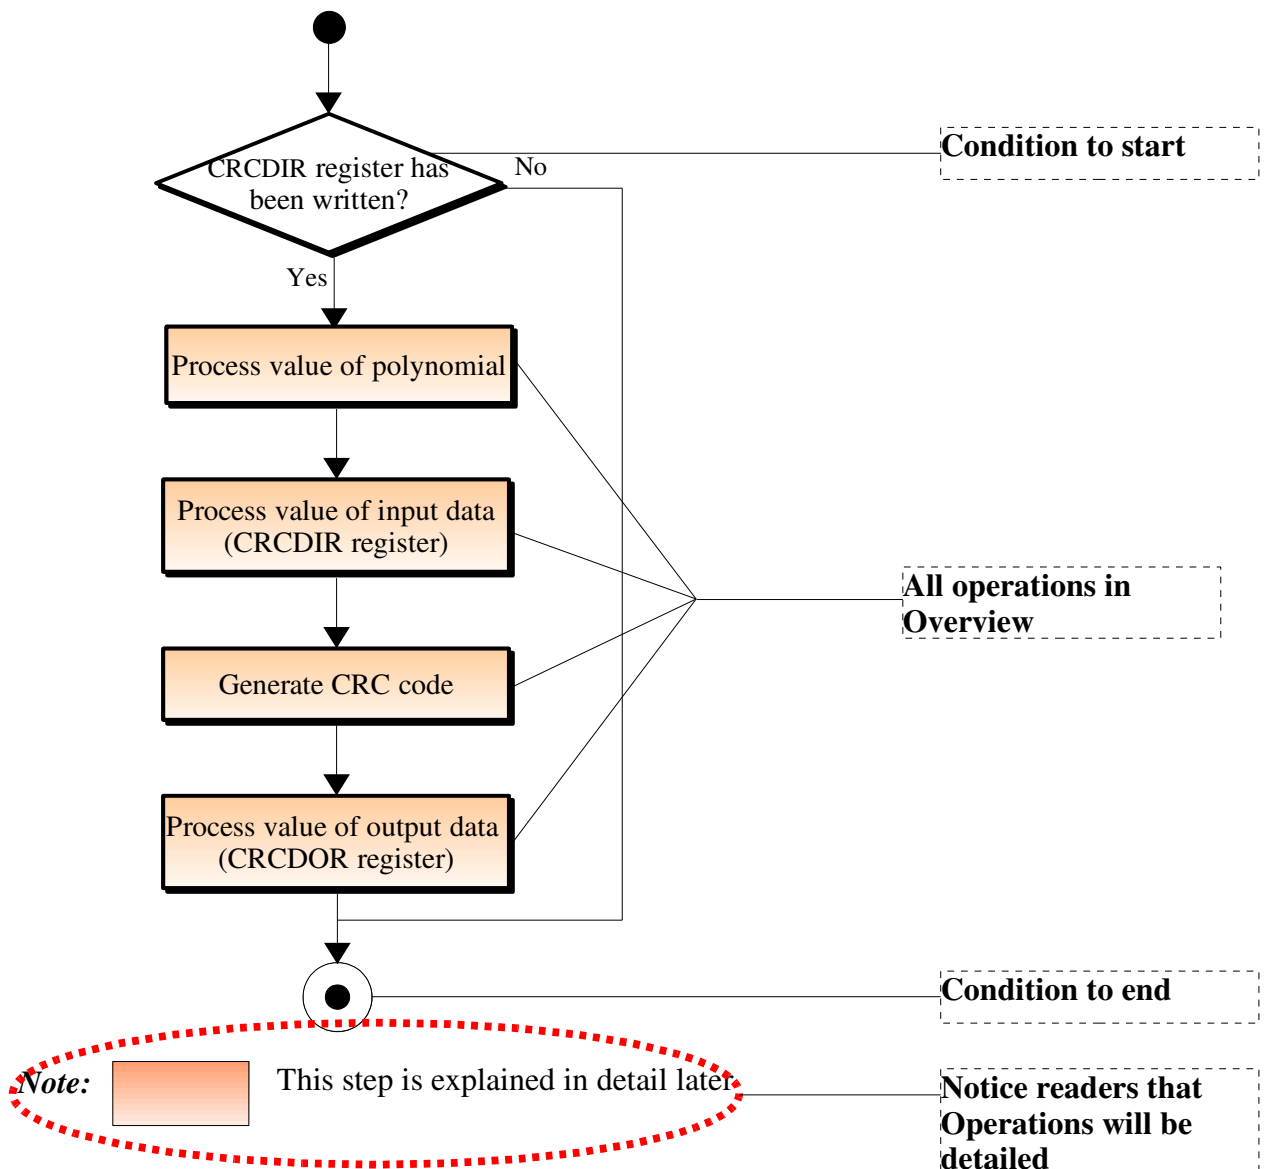 CRCDIR register has
been written?
Condition to start
No
Yes
Process value of polynomial
Process value of input data
(CRCDIR register)
All operations in
Overview
Generate CRC code
Process value of output data
(CRCDOR register)
Condition to end
Note:
This step is explained in detail later
Notice readers that
Operations will be
detailed